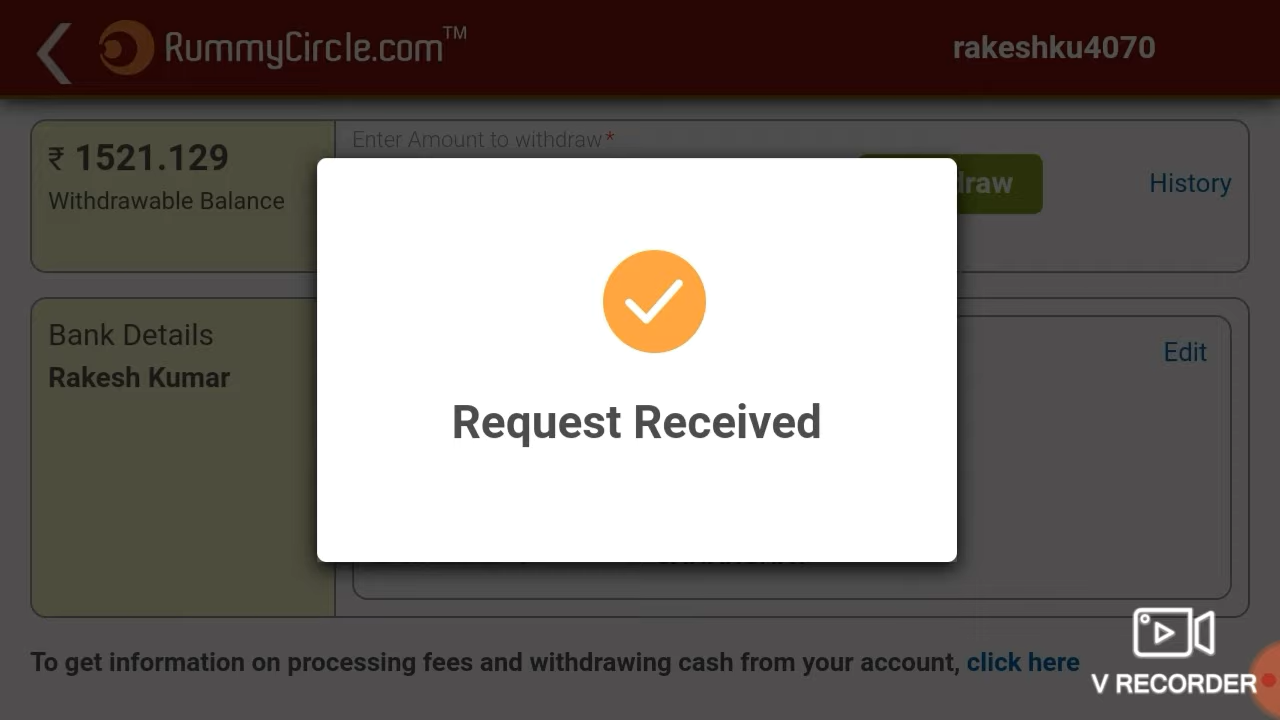 RummyCircle.com™
rakeshku4070
₹ 1521.129
Withdrawable Balance
Enter Amount to withdraw*
draw
History
Bank Details
Rakesh Kumar
Edit
Request Received
To get information on processing fees and withdrawing cash from your account, click here
V RECORDER